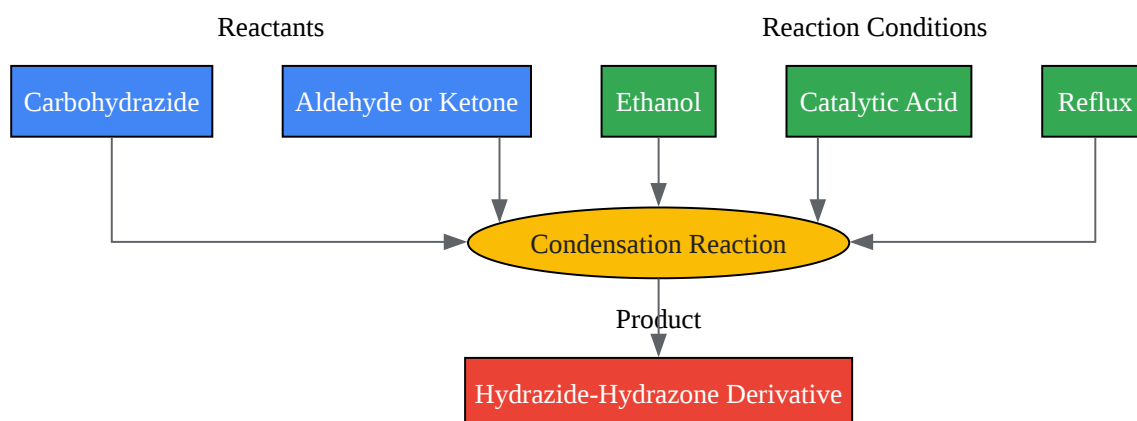 Reactants
Reaction Conditions
Carbohydrazide
Aldehyde or Ketone
Ethanol
Catalytic Acid
Reflux
Condensation Reaction
Product
Hydrazide-Hydrazone Derivative